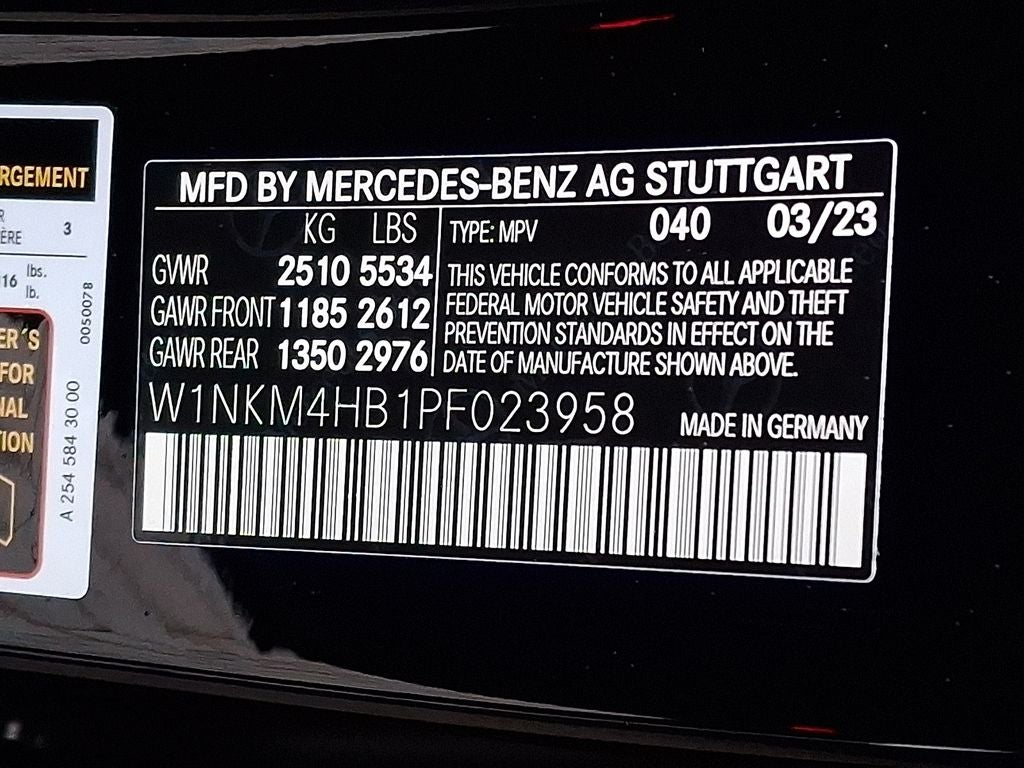 RGEMENT
R
ÈRE 3
16 lbs.
lb.
ER´S
FOR
NAL
TION
0050078
A 254 584 30 00
MFD BY MERCEDES-BENZ AG STUTTGART
KG LBS
GVWR 2510 5534
GAWR FRONT 1185 2612
GAWR REAR 1350 2976
TYPE: MPV 040 03/23
THIS VEHICLE CONFORMS TO ALL APPLICABLE
FEDERAL MOTOR VEHICLE SAFETY AND THEFT
PREVENTION STANDARDS IN EFFECT ON THE
DATE OF MANUFACTURE SHOWN ABOVE.
W1NKM4HB1PF023958
MADE IN GERMANY